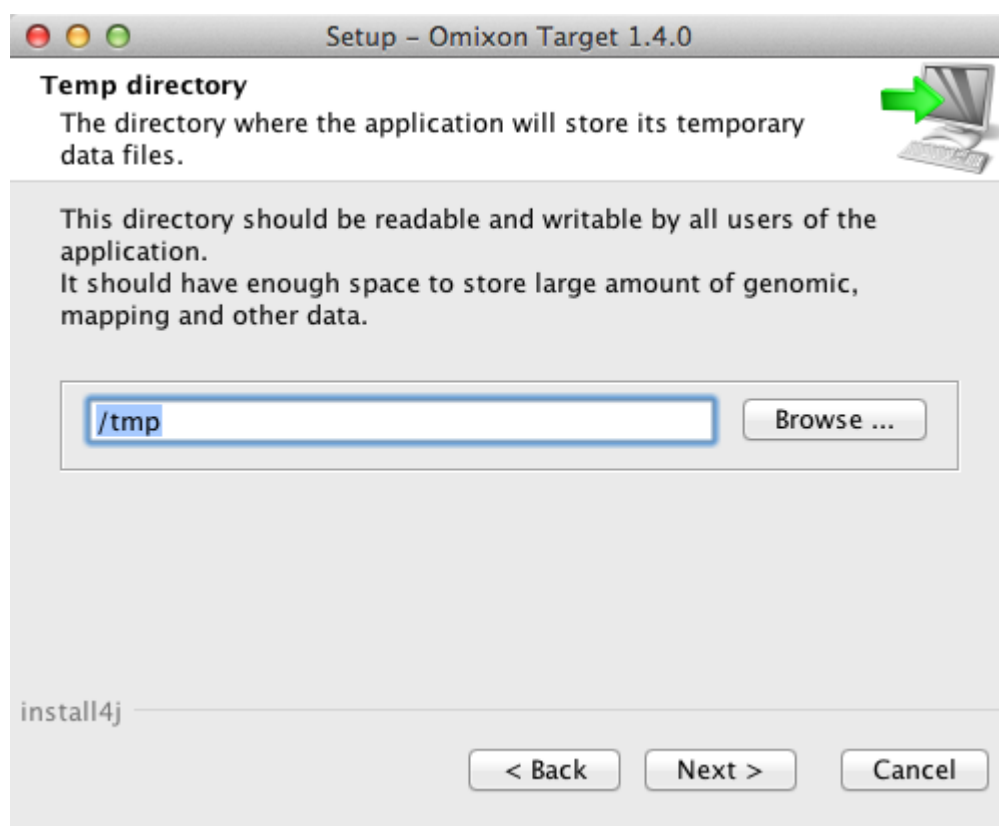 Setup – Omixon Target 1.4.0
Temp directory
The directory where the application will store its temporary
data files.
This directory should be readable and writable by all users of the
application.
It should have enough space to store large amount of genomic,
mapping and other data.
/tmp
Browse ...
install4j
< Back
Next >
Cancel